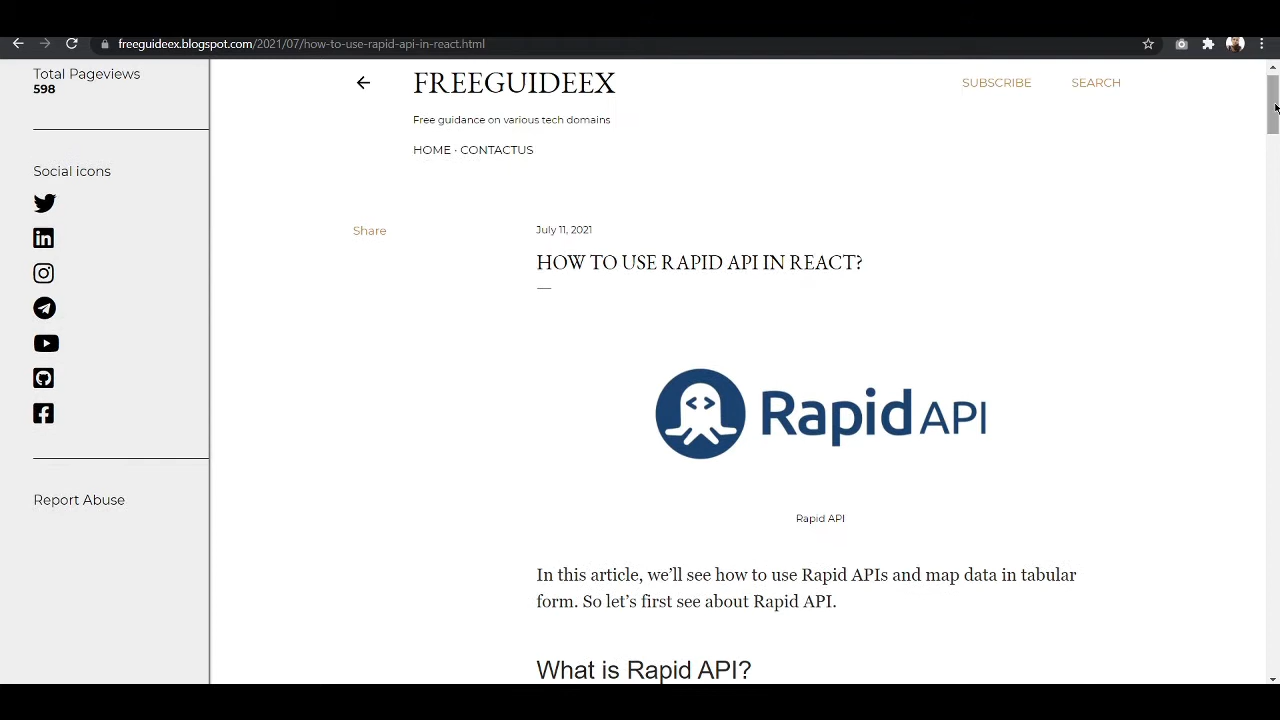 freeguideex.blogspot.com/2021/07/how-to-use-rapid-api-in-react.html
Total Pageviews
598
Social icons
Report Abuse
FREEGUIDEEX
SUBSCRIBE
SEARCH
Free guidance on various tech domains
HOME · CONTACTUS
Share
July 11, 2021
HOW TO USE RAPID API IN REACT?
Rapid API
Rapid API
In this article, we’ll see how to use Rapid APIs and map data in tabular
form. So let’s first see about Rapid API.
What is Rapid API?